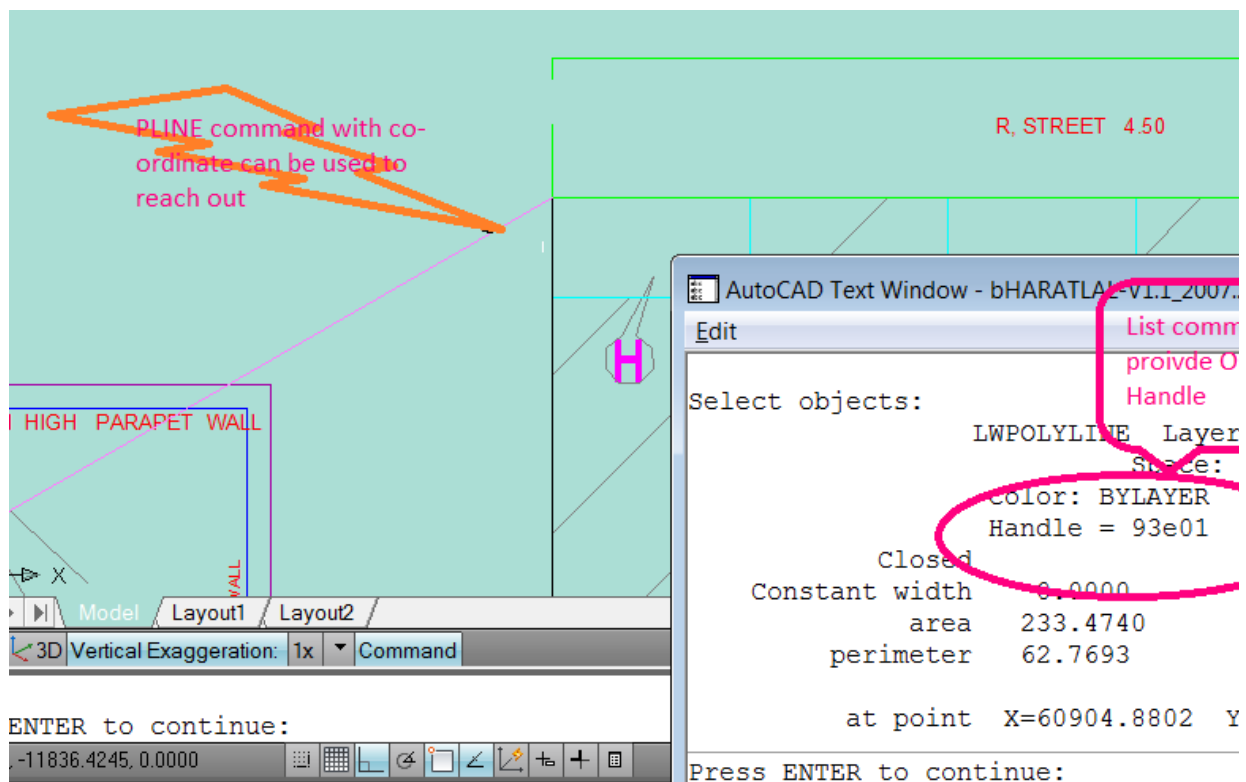 PLINE command with co-
ordinate can be used to
reach out
R, STREET 4.50
H
HIGH PARAPET WALL
WALL
X
Model Layout1 Layout2
3D Vertical Exaggeration: 1x Command
ENTER to continue:
-11836.4245, 0.0000
AutoCAD Text Window - bHARATLAL-V1.1_2007.
Edit
List comm
proivde O
Handle
Select objects:
LWPOLYLINE Layer
Space:
Color: BYLAYER
Handle = 93e01
Closed
Constant width 0.0000
area 233.4740
perimeter 62.7693
at point X=60904.8802 Y
Press ENTER to continue: